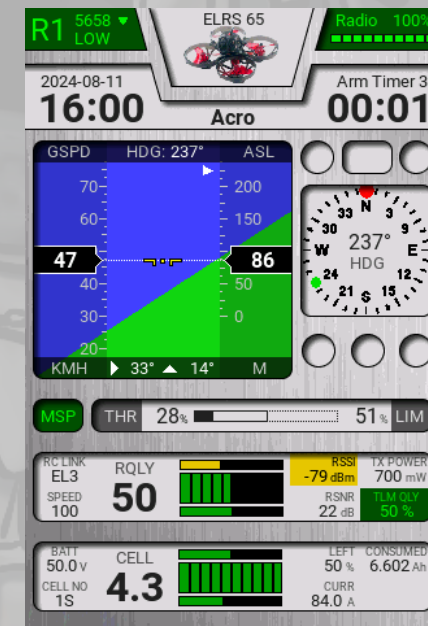 R1 5658 ▼
LOW
ELRS 65
Radio 100%
2024-08-11
16:00
Acro
Arm Timer 3
00:01
GSPD HDG: 237° ASL
70 200
60 150
47 86
40 50
30 0
20
KMH 33° 14° M
N 3 E 12 15 S 21 24 W 30 33
9
237°
HDG
MSP THR 28% 51% LIM
RC LINK
EL3
SPEED
100
RQLY
50
RSSI
-79 dBm
RSNR
22 dB
TX POWER
700 mW
TLM QLY
50 %
BATT
50.0 V
CELL NO
1S
CELL
4.3
LEFT
50 %
CURR
84.0 A
CONSUMED
6.602 Ah